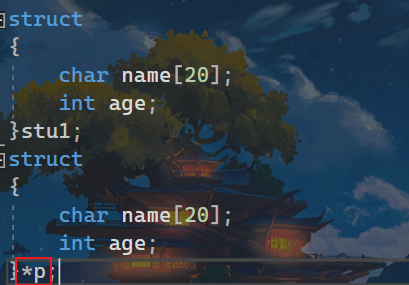 struct
{
char name[20];
int age;
}stu1;
struct
{
char name[20];
int age;
}*p;